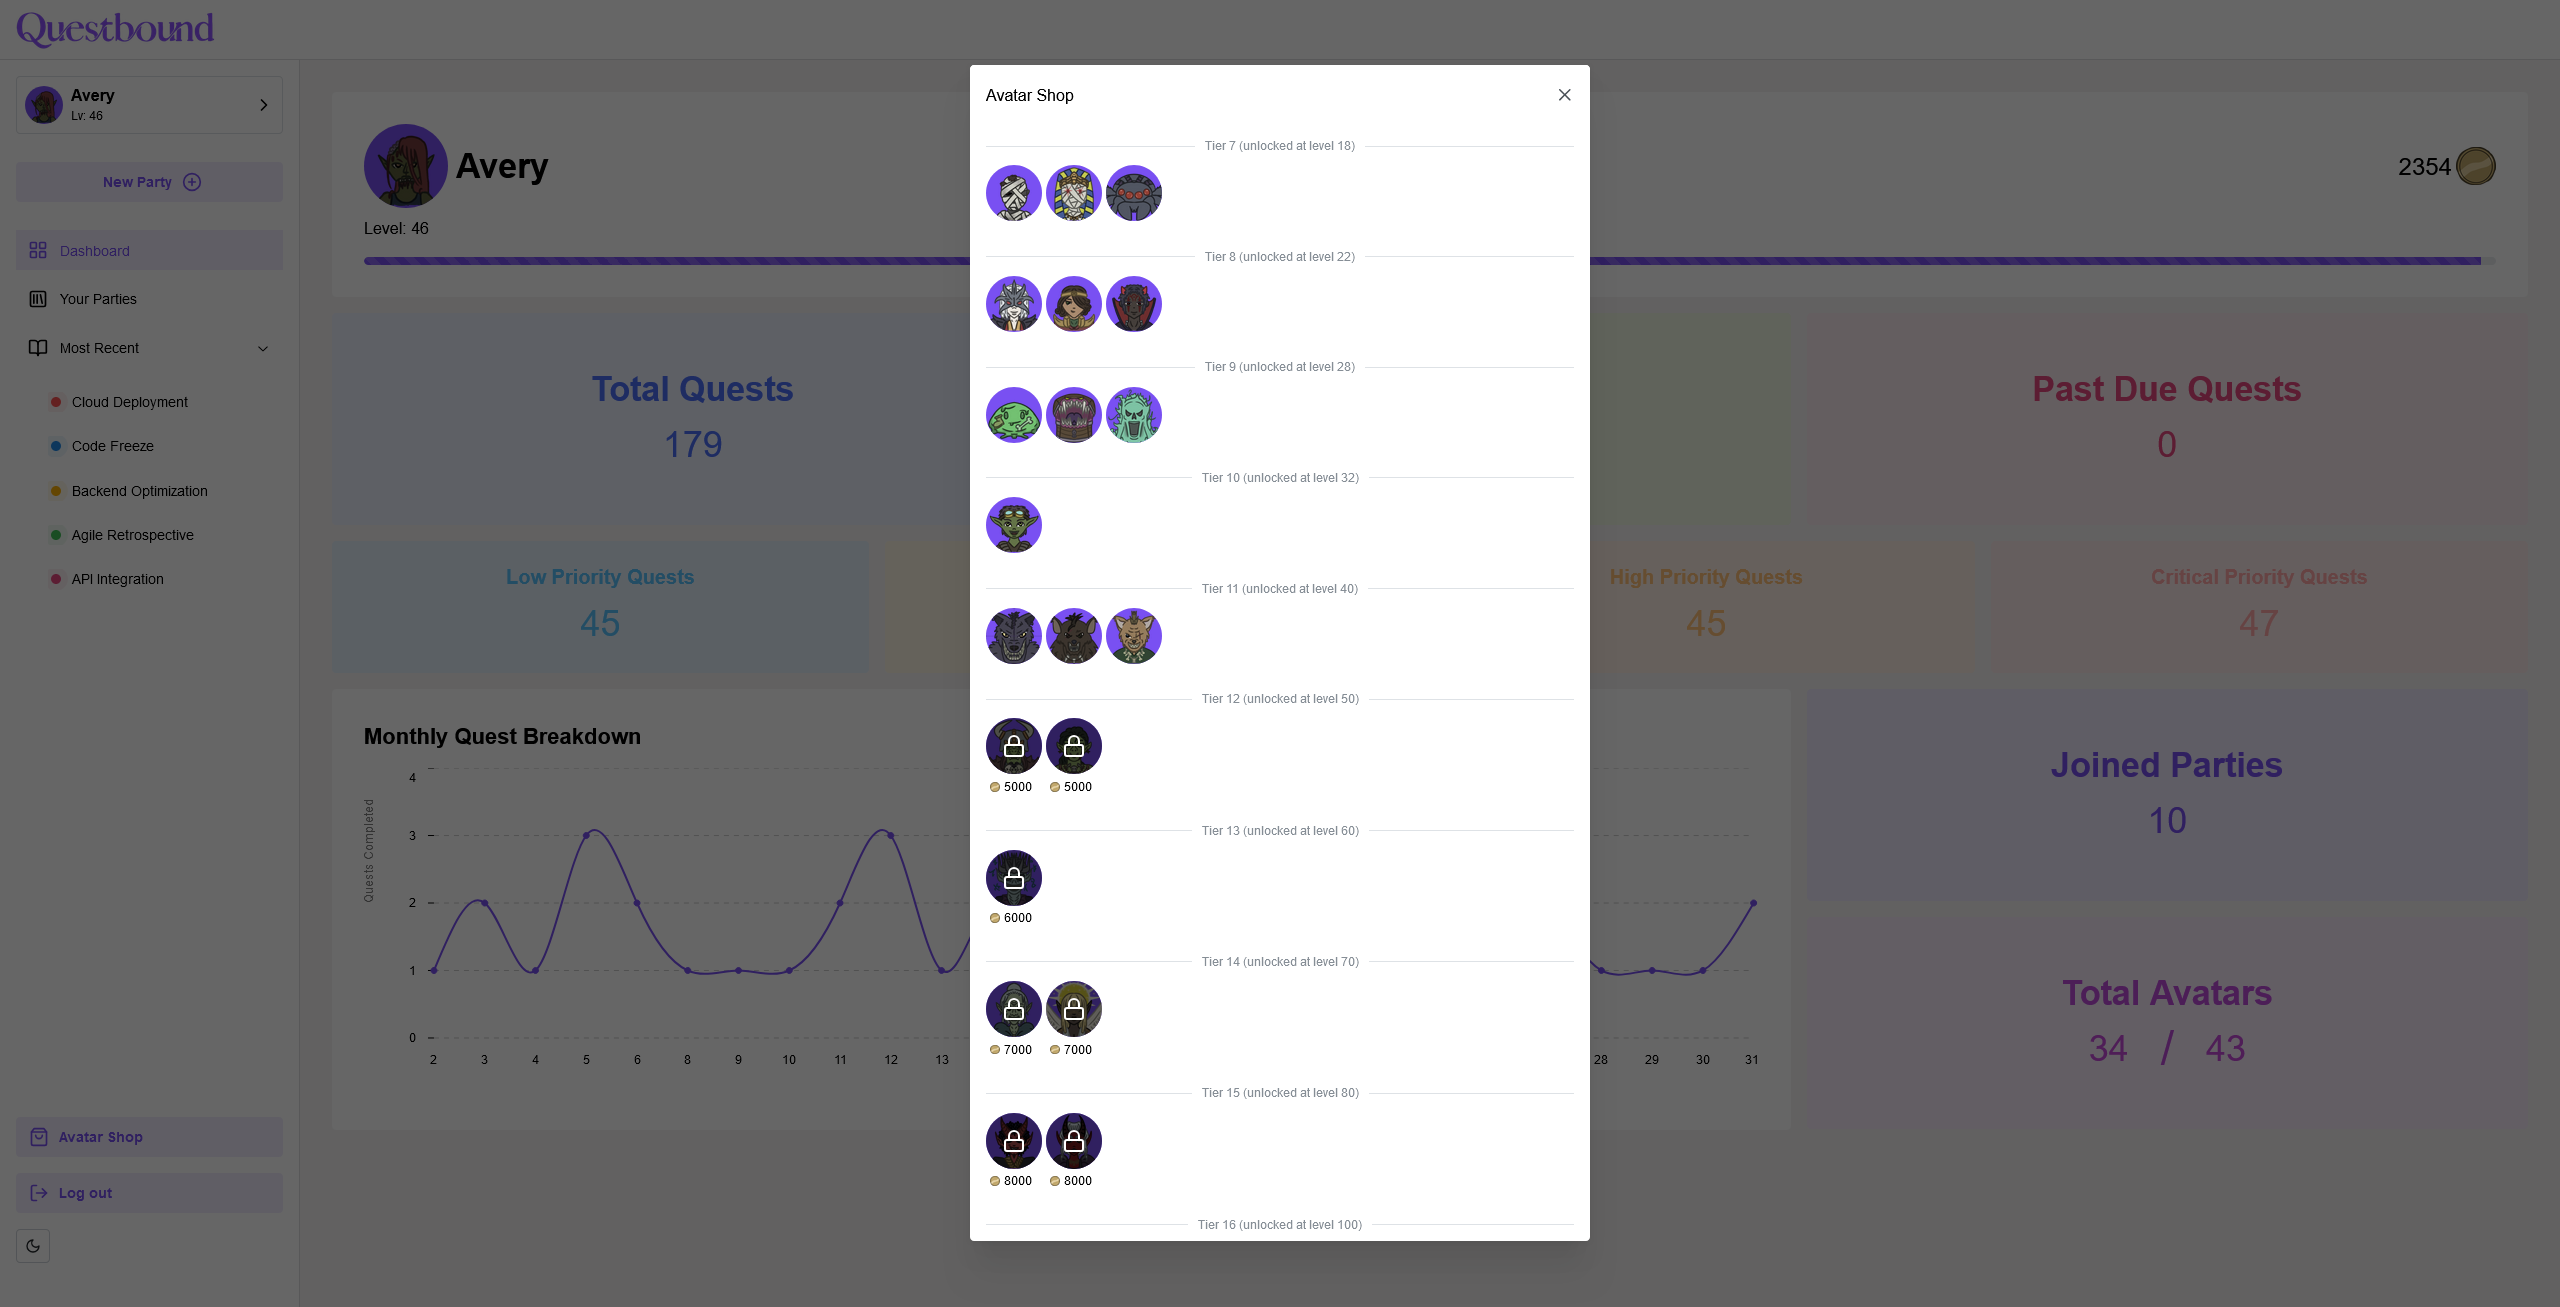 Questbound
Avery
Lv: 46
New Party
Dashboard
Your Parties
Most Recent
Cloud Deployment
Code Freeze
Backend Optimization
Agile Retrospective
API Integration
Avatar Shop
Log out
Avery
2354
Level: 46
Total Quests
179
Past Due Quests
0
Low Priority Quests
45
High Priority Quests
45
Critical Priority Quests
47
Monthly Quest Breakdown
Quests Completed
4
3
2
1
0
2 3 4 5 6 8 9 10 11 12 13 28 29 30 31
Joined Parties
10
Total Avatars
34 / 43
Avatar Shop
Tier 7 (unlocked at level 18)
Tier 8 (unlocked at level 22)
Tier 9 (unlocked at level 28)
Tier 10 (unlocked at level 32)
Tier 11 (unlocked at level 40)
Tier 12 (unlocked at level 50)
5000 5000
Tier 13 (unlocked at level 60)
6000
Tier 14 (unlocked at level 70)
7000 7000
Tier 15 (unlocked at level 80)
8000 8000
Tier 16 (unlocked at level 100)